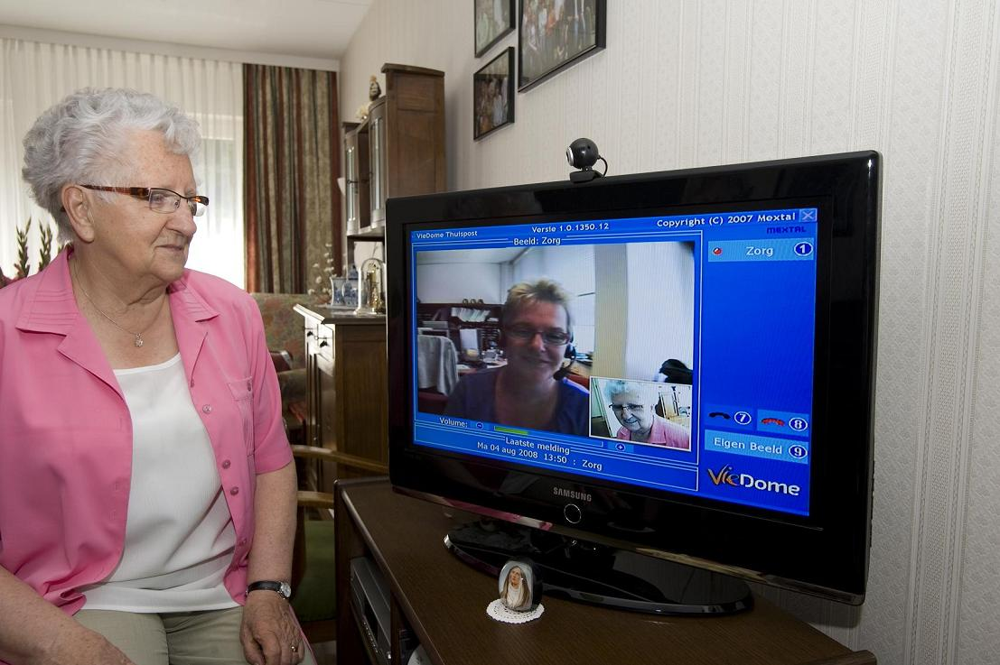 VieDome Thuispost
Versie 1.0.1350.12
Copyright (C) 2007 Mextal
MEXTAL
Beeld: Zorg
Zorg 1
7
8
Eigen Beeld 9
Volume:
Laatste melding
Ma 04 aug 2008 13:50 : Zorg
VieDome
SAMSUNG